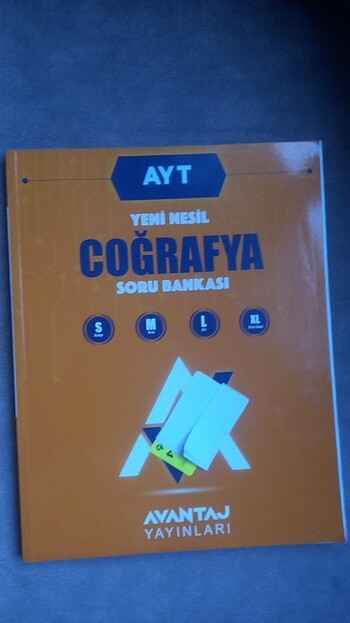 AYT
YENİ NESİL
COĞRAFYA
SORU BANKASI
S M L XL
AVANTAJ
YAYINLARI